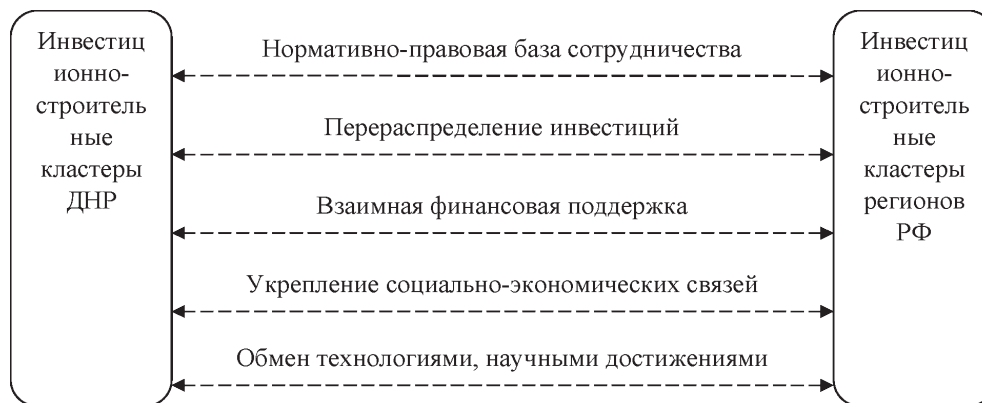 Инвестиц
ионно-
строитель
ные
кластеры
ДНР
Нормативно-правовая база сотрудничества
Перераспределение инвестиций
Взаимная финансовая поддержка
Укрепление социально-экономических связей
Обмен технологиями, научными достижениями
Инвестиц
ионно-
строитель
ные
кластеры
регионов
РФ